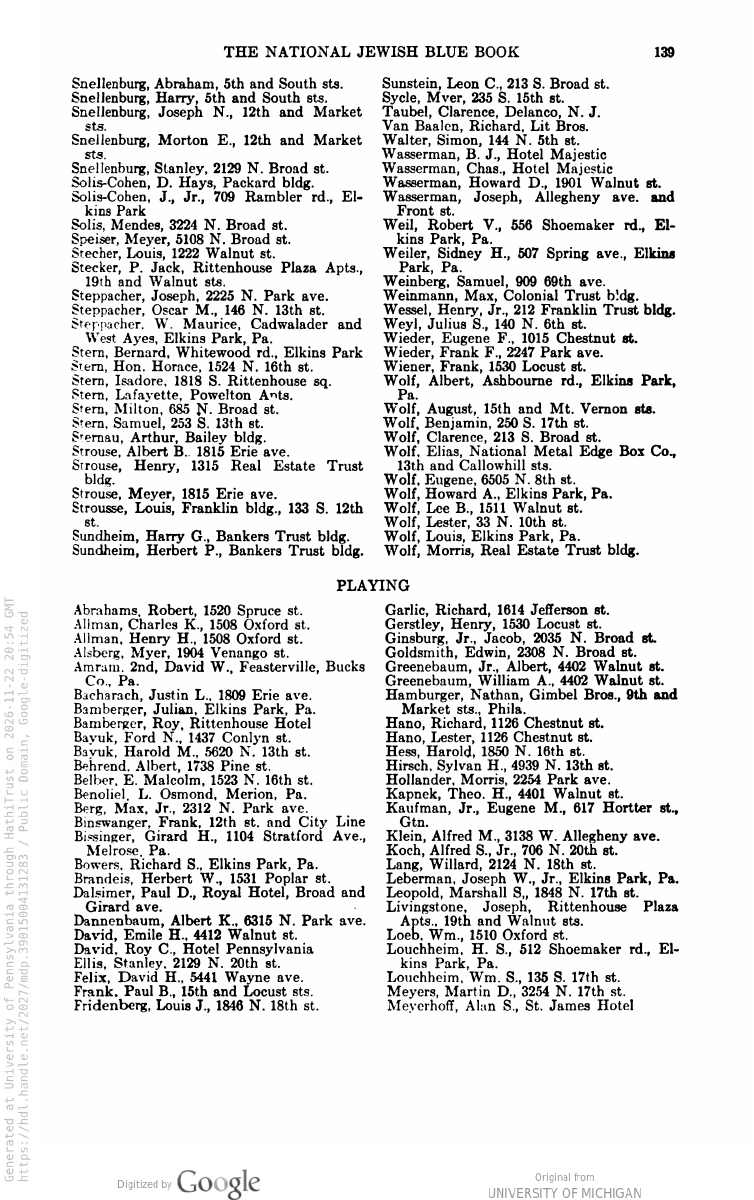 THE NATIONAL JEWISH BLUE BOOK 139
Snellenburg, Abraham, 5th and South sts.
Snellenburg, Harry, 5th and South sts.
Snellenburg, Joseph N., 12th and Market
sts.
Snellenburg, Morton E., 12th and Market
sts.
Snellenburg, Stanley, 2129 N. Broad st.
Solis-Cohen, D. Hays, Packard bldg.
Solis-Cohen, J., Jr., 709 Rambler rd., El-
kins Park
Solis, Mendes, 3224 N. Broad st.
Speiser, Meyer, 5108 N. Broad st.
Stecher, Louis, 1222 Walnut st.
Stecker, P. Jack, Rittenhouse Plaza Apts.,
19th and Walnut sts.
Steppacher, Joseph, 2225 N. Park ave.
Steppacher, Oscar M., 146 N. 13th st.
Steppacher, W. Maurice, Cadwalader and
West Ayes, Elkins Park, Pa.
Stern, Bernard, Whitewood rd., Elkins Park
Stern, Hon. Horace, 1524 N. 16th st.
Stern, Isadore, 1818 S. Rittenhouse sq.
Stern, Lafayette, Powelton Apts.
Stern, Milton, 685 N. Broad st.
Stern, Samuel, 253 S. 13th st.
Sternau, Arthur, Bailey bldg.
Strouse, Albert B., 1815 Erie ave.
Strouse, Henry, 1315 Real Estate Trust
bldg.
Strouse, Meyer, 1815 Erie ave.
Strousse, Louis, Franklin bldg., 133 S. 12th
st.
Sundheim, Harry G., Bankers Trust bldg.
Sundheim, Herbert P., Bankers Trust bldg.
Sunstein, Leon C., 213 S. Broad st.
Sycle, Myer, 235 S. 15th st.
Taubel, Clarence, Delanco, N. J.
Van Baalen, Richard, Lit Bros.
Walter, Simon, 144 N. 5th st.
Wasserman, B. J., Hotel Majestic
Wasserman, Chas., Hotel Majestic
Wasserman, Howard D., 1901 Walnut st.
Wasserman, Joseph, Allegheny ave. and
Front st.
Weil, Robert V., 556 Shoemaker rd., El-
kins Park, Pa.
Weiler, Sidney H., 507 Spring ave., Elkins
Park, Pa.
Weinberg, Samuel, 909 69th ave.
Weinmann, Max, Colonial Trust bldg.
Wessel, Henry, Jr., 212 Franklin Trust bldg.
Weyl, Julius S., 140 N. 6th st.
Wieder, Eugene F., 1015 Chestnut st.
Wieder, Frank F., 2247 Park ave.
Wiener, Frank, 1530 Locust st.
Wolf, Albert, Ashbourne rd., Elkins Park,
Pa.
Wolf, August, 15th and Mt. Vernon sts.
Wolf, Benjamin, 250 S. 17th st.
Wolf, Clarence, 213 S. Broad st.
Wolf, Elias, National Metal Edge Box Co.,
13th and Callowhill sts.
Wolf, Eugene, 6505 N. 8th st.
Wolf, Howard A., Elkins Park, Pa.
Wolf, Lee B., 1511 Walnut st.
Wolf, Lester, 33 N. 10th st.
Wolf, Louis, Elkins Park, Pa.
Wolf, Morris, Real Estate Trust bldg.
PLAYING
Abrahams, Robert, 1520 Spruce st.
Allman, Charles K., 1508 Oxford st.
Allman, Henry H., 1508 Oxford st.
Alsberg, Myer, 1904 Venango st.
Amram, 2nd, David W., Feasterville, Bucks
Co., Pa.
Bacharach, Justin L., 1809 Erie ave.
Bamberger, Julian, Elkins Park, Pa.
Bamberger, Roy, Rittenhouse Hotel
Bayuk, Ford N., 1437 Conlyn st.
Bayuk, Harold M., 5620 N. 13th st.
Behrend, Albert, 1738 Pine st.
Belber, E. Malcolm, 1523 N. 16th st.
Benoliel, L. Osmond, Merion, Pa.
Berg, Max, Jr., 2312 N. Park ave.
Binswanger, Frank, 12th st. and City Line
Bissinger, Girard H., 1104 Stratford Ave.,
Melrose, Pa.
Bowers, Richard S., Elkins Park, Pa.
Brandeis, Herbert W., 1531 Poplar st.
Dalsimer, Paul D., Royal Hotel, Broad and
Girard ave.
Dannenbaum, Albert K., 6315 N. Park ave.
David, Emile H., 4412 Walnut st.
David, Roy C., Hotel Pennsylvania
Ellis, Stanley, 2129 N. 20th st.
Felix, David H., 5441 Wayne ave.
Frank, Paul B., 15th and Locust sts.
Fridenberg, Louis J., 1846 N. 18th st.
Garlic, Richard, 1614 Jefferson st.
Gerstley, Henry, 1530 Locust st.
Ginsburg, Jr., Jacob, 2035 N. Broad st.
Goldsmith, Edwin, 2308 N. Broad st.
Greenebaum, Jr., Albert, 4402 Walnut st.
Greenebaum, William A., 4402 Walnut st.
Hamburger, Nathan, Gimbel Bros., 9th and
Market sts., Phila.
Hano, Richard, 1126 Chestnut st.
Hano, Lester, 1126 Chestnut st.
Hess, Harold, 1850 N. 16th st.
Hirsch, Sylvan H., 4939 N. 13th st.
Hollander, Morris, 2254 Park ave.
Kapnek, Theo. H., 4401 Walnut st.
Kaufman, Jr., Eugene M., 617 Hortter st.,
Gtn.
Klein, Alfred M., 3138 W. Allegheny ave.
Koch, Alfred S., Jr., 706 N. 20th st.
Lang, Willard, 2124 N. 18th st.
Leberman, Joseph W., Jr., Elkins Park, Pa.
Leopold, Marshall S., 1848 N. 17th st.
Livingstone, Joseph, Rittenhouse Plaza
Apts., 19th and Walnut sts.
Loeb, Wm., 1510 Oxford st.
Louchheim, H. S., 512 Shoemaker rd., El-
kins Park, Pa.
Louchheim, Wm. S., 135 S. 17th st.
Meyers, Martin D., 3254 N. 17th st.
Meyerhoff, Alan S., St. James Hotel
Generated at University of Pennsylvania through HathiTrust on 2026-11-22 20:54 GMT
https://hdl.handle.net/2027/mdp.39015004131283 / Public Domain, Google-digitized
Digitized by Google
Original from
UNIVERSITY OF MICHIGAN